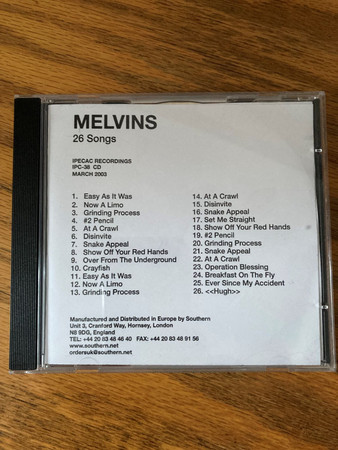 MELVINS
26 Songs
IPECAC RECORDINGS
IPC-38 CD
MARCH 2003
1. Easy As It Was
2. Now A Limo
3. Grinding Process
4. #2 Pencil
5. At A Crawl
6. Disinvite
7. Snake Appeal
8. Show Off Your Red Hands
9. Over From The Underground
10. Crayfish
11. Easy As It Was
12. Now A Limo
13. Grinding Process
14. At A Crawl
15. Disinvite
16. Snake Appeal
17. Set Me Straight
18. Show Off Your Red Hands
19. #2 Pencil
20. Grinding Process
21. Snake Appeal
22. At A Crawl
23. Operation Blessing
24. Breakfast On The Fly
25. Ever Since My Accident
26. <<Hugh>>
Manufactured and Distributed in Europe by Southern
Unit 3, Cranford Way, Hornsey, London
N8 9DG, England
TEL: +44 20 83 48 46 40 FAX: +44 20 83 48 91 56
www.southern.net
ordersuk@southern.net